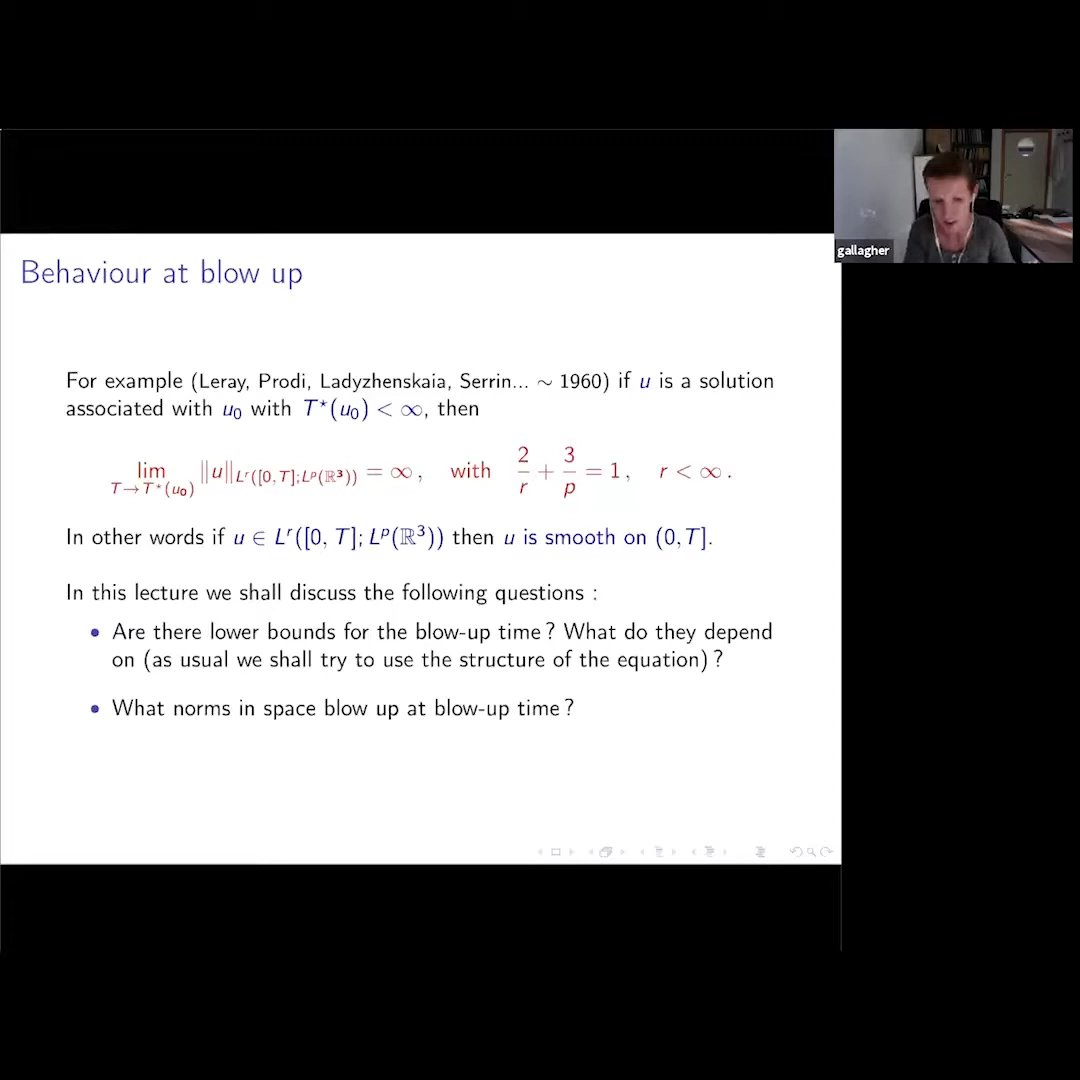 gallagher
Behaviour at blow up
For example (Leray, Prodi, Ladyzhenskaia, Serrin... ∼ 1960) if u is a solution
associated with u₀ with T⋆(u₀) < ∞, then
lim_{T→T⋆(u₀)} ‖u‖_{Lʳ([0,T];Lᵖ(ℝ³))} = ∞ , with 2/r + 3/p = 1 , r < ∞ .
In other words if u ∈ Lʳ([0, T]; Lᵖ(ℝ³)) then u is smooth on (0, T].
In this lecture we shall discuss the following questions :
• Are there lower bounds for the blow-up time ? What do they depend
on (as usual we shall try to use the structure of the equation) ?
• What norms in space blow up at blow-up time ?